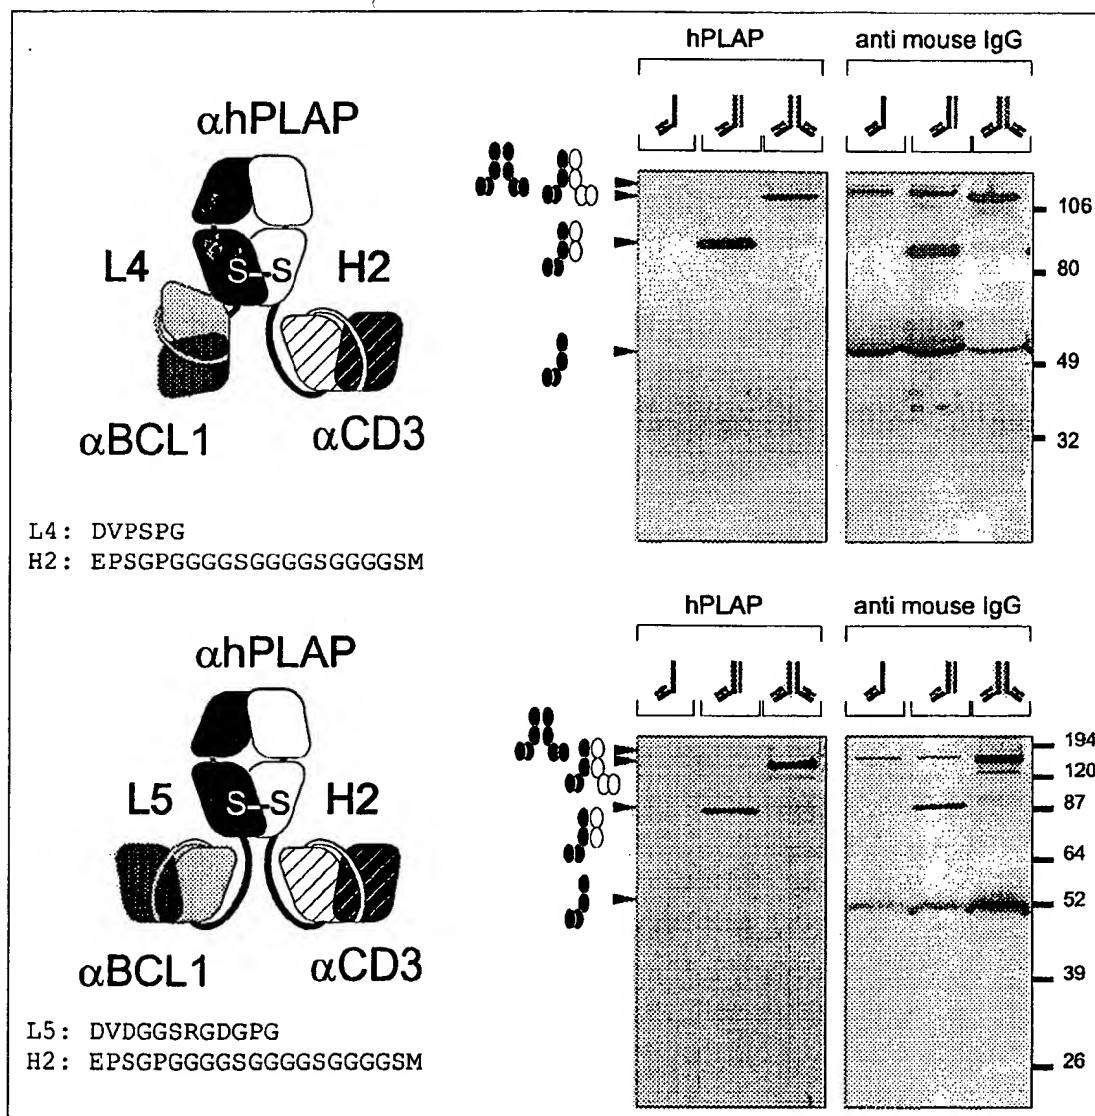 hPLAP
anti mouse IgG
αhPLAP
L4
S-S
H2
αBCL1
αCD3
106
80
49
32
L4: DVPSPG
H2: EPSGPGGGGSGGGGSGGGGSM
hPLAP
anti mouse IgG
αhPLAP
L5
S-S
H2
αBCL1
αCD3
194
120
87
64
52
39
26
L5: DVDGGSRGDGPG
H2: EPSGPGGGGSGGGGSGGGGSM